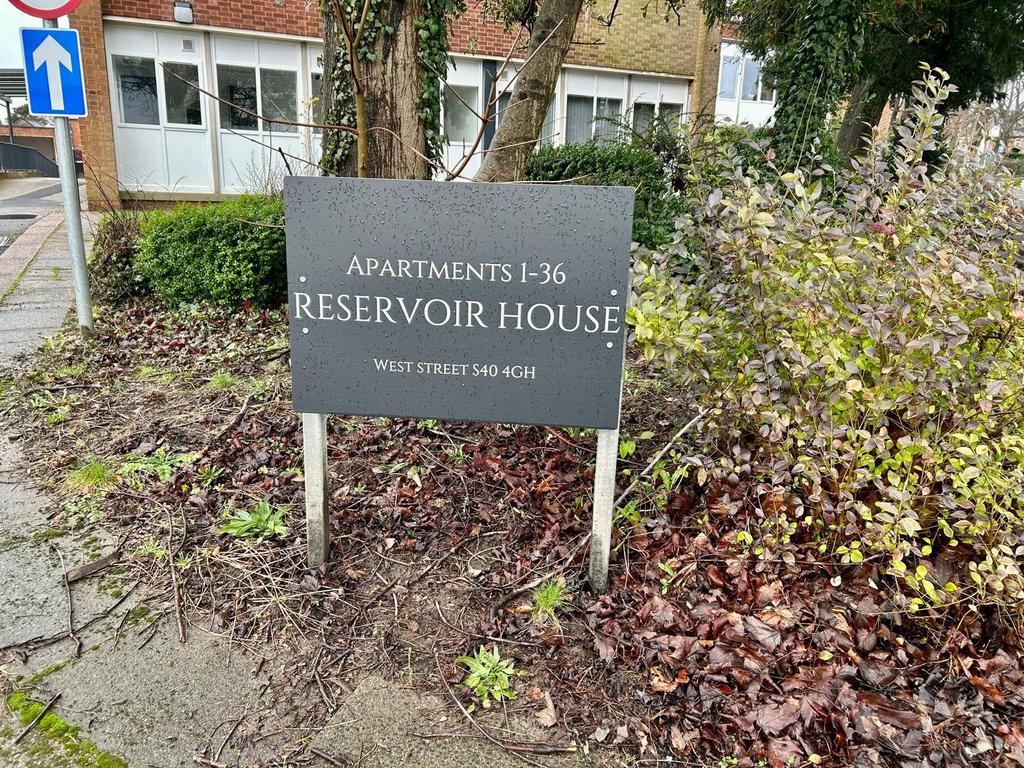 APARTMENTS 1-36
RESERVOIR HOUSE
WEST STREET S40 4GH